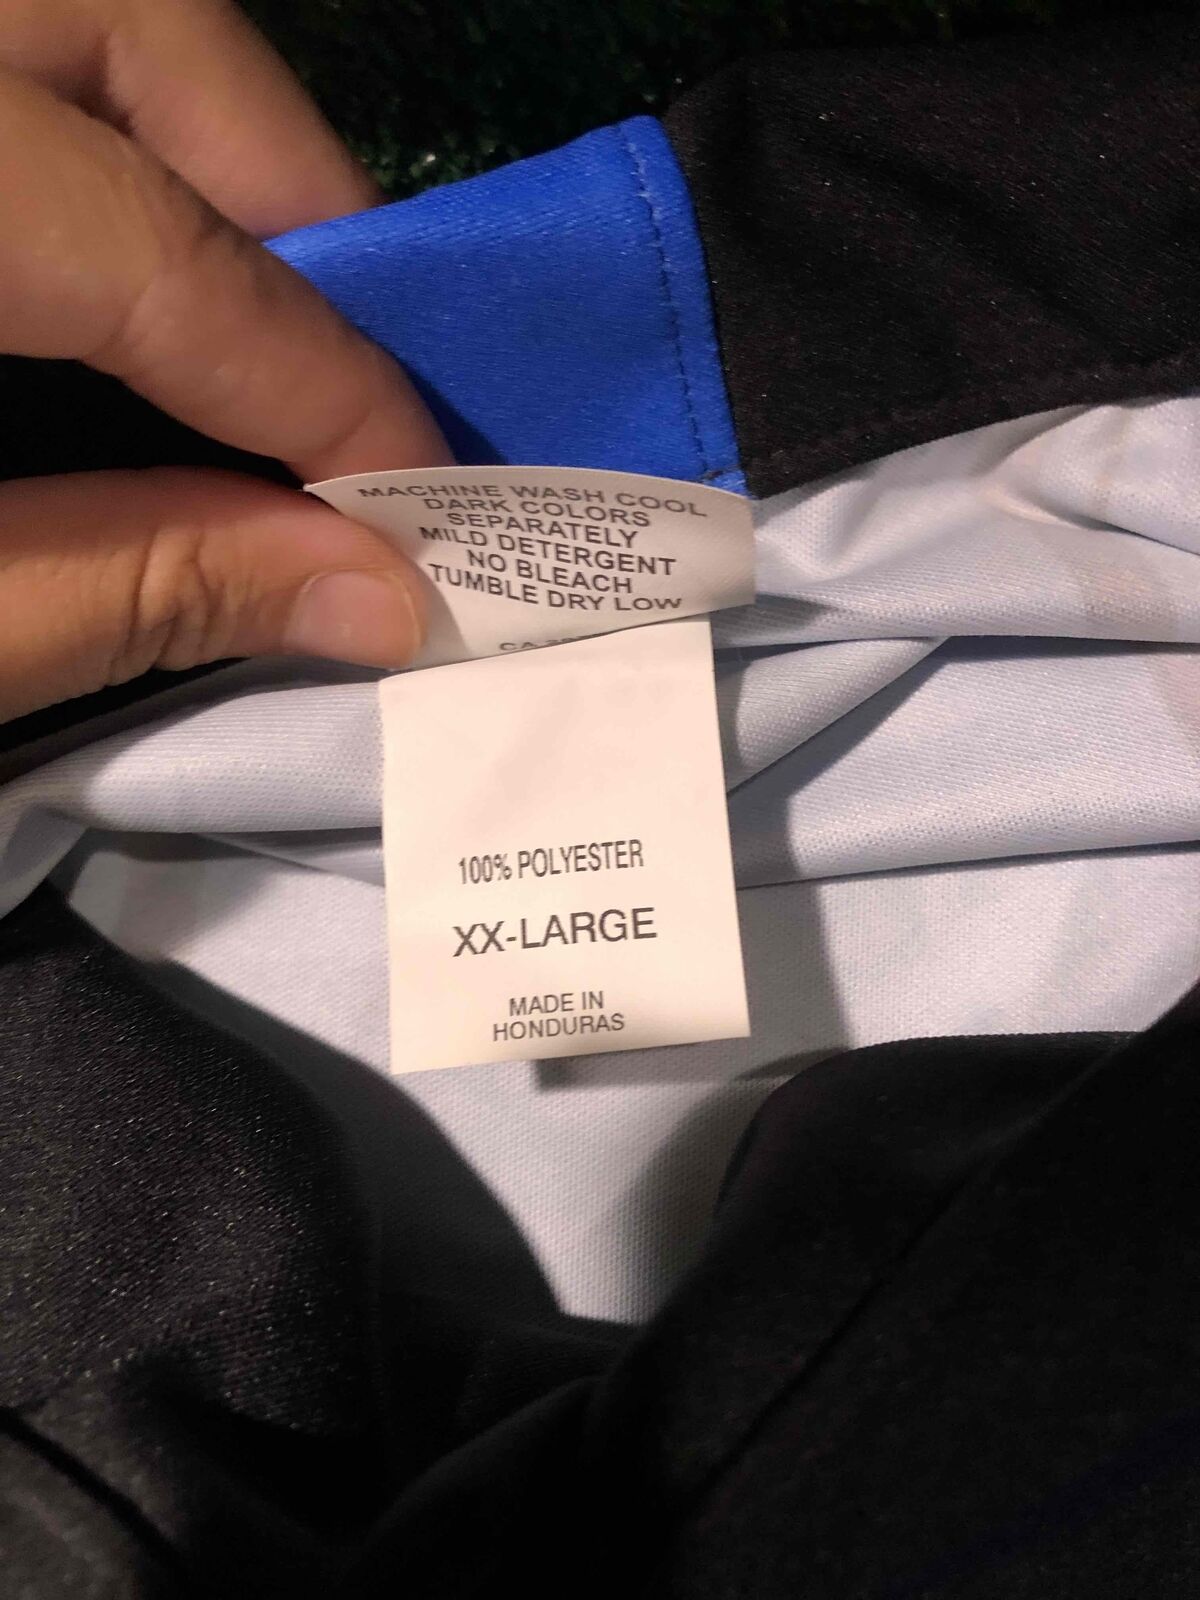 MACHINE WASH COOL
DARK COLORS
SEPARATELY
MILD DETERGENT
NO BLEACH
TUMBLE DRY LOW
100% POLYESTER
XX-LARGE
MADE IN
HONDURAS